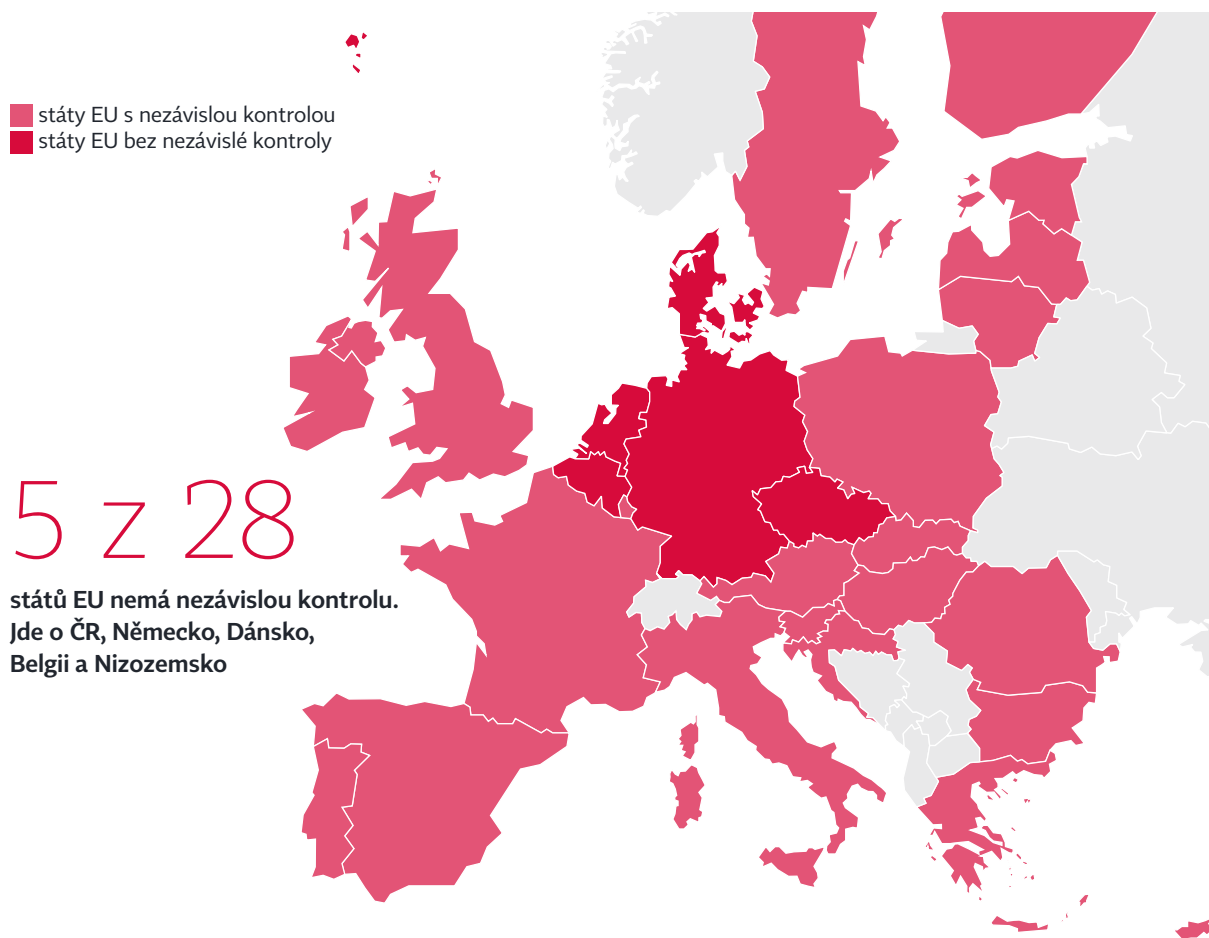 státy EU s nezávislou kontrolou
státy EU bez nezávislé kontroly
5 z 28
států EU nemá nezávislou kontrolu.
Jde o ČR, Německo, Dánsko,
Belgii a Nizozemsko